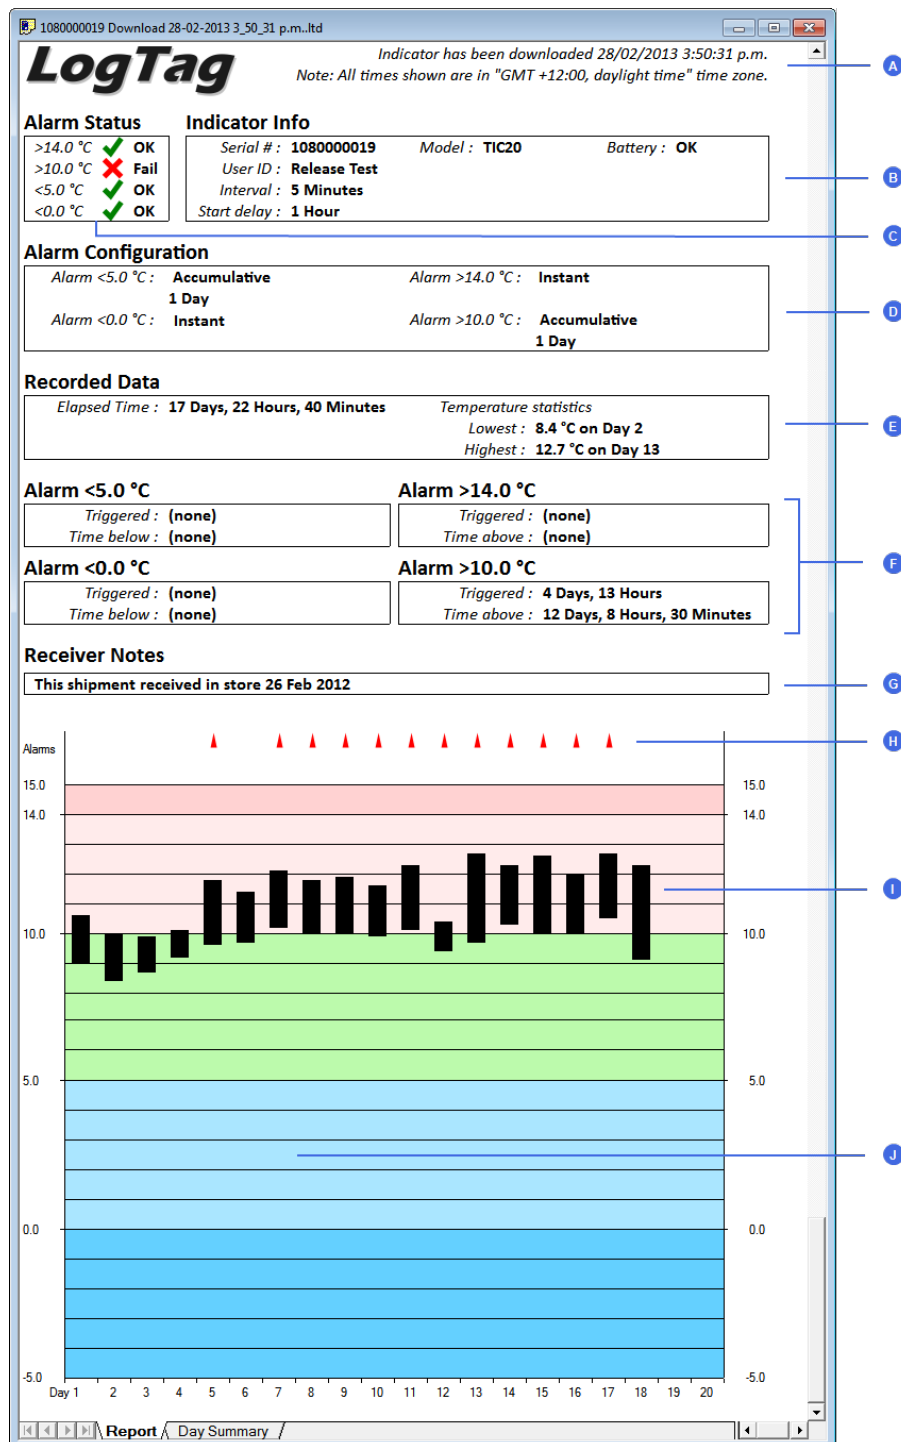 1080000019 Download 28-02-2013 3_50_31 p.m..ltd
LogTag
Indicator has been downloaded 28/02/2013 3:50:31 p.m.
Note: All times shown are in "GMT +12:00, daylight time" time zone.
A
Alarm Status
>14.0 °C OK
>10.0 °C Fail
<5.0 °C OK
<0.0 °C OK
Indicator Info
Serial # : 1080000019 Model : TIC20 Battery : OK
User ID : Release Test
Interval : 5 Minutes
Start delay : 1 Hour
B
C
Alarm Configuration
Alarm <5.0 °C : Accumulative
1 Day
Alarm <0.0 °C : Instant
Alarm >14.0 °C : Instant
Alarm >10.0 °C : Accumulative
1 Day
D
Recorded Data
Elapsed Time : 17 Days, 22 Hours, 40 Minutes
Temperature statistics
Lowest : 8.4 °C on Day 2
Highest : 12.7 °C on Day 13
E
Alarm <5.0 °C
Triggered : (none)
Time below : (none)
Alarm >14.0 °C
Triggered : (none)
Time above : (none)
Alarm <0.0 °C
Triggered : (none)
Time below : (none)
Alarm >10.0 °C
Triggered : 4 Days, 13 Hours
Time above : 12 Days, 8 Hours, 30 Minutes
F
Receiver Notes
This shipment received in store 26 Feb 2012
G
Alarms
H
15.0 15.0
14.0 14.0
I
10.0 10.0
5.0 5.0
J
0.0 0.0
-5.0 -5.0
Day 1 2 3 4 5 6 7 8 9 10 11 12 13 14 15 16 17 18 19 20
Report Day Summary